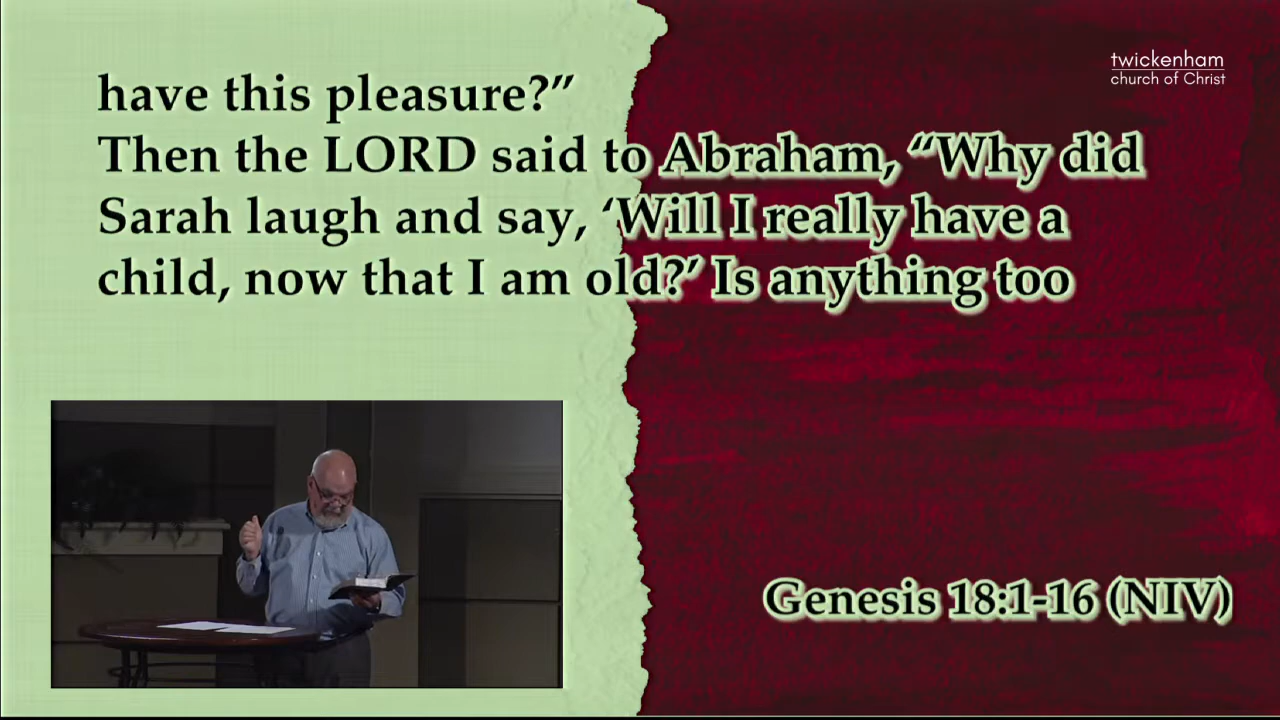 twickenham
church of Christ
have this pleasure?”
Then the LORD said to Abraham, “Why did
Sarah laugh and say, ‘Will I really have a
child, now that I am old?’ Is anything too
Genesis 18:1-16 (NIV)